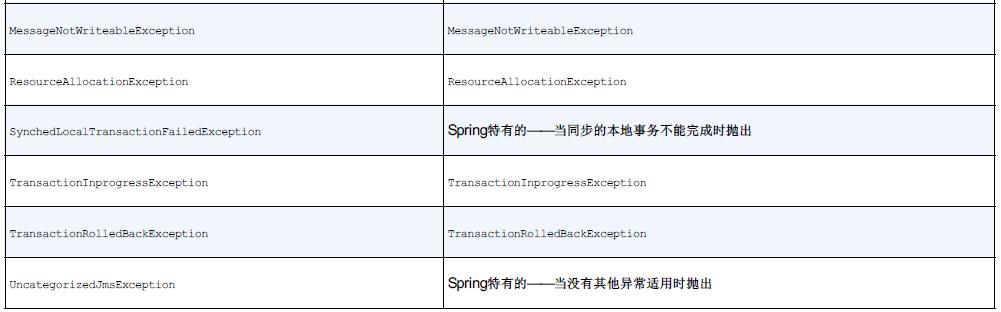 MessageNotWriteableException MessageNotWriteableException
ResourceAllocationException ResourceAllocationException
SynchedLocalTransactionFailedException Spring特有的——当同步的本地事务不能完成时抛出
TransactionInprogressException TransactionInprogressException
TransactionRolledBackException TransactionRolledBackException
UncategorizedJmsException Spring特有的——当没有其他异常适用时抛出